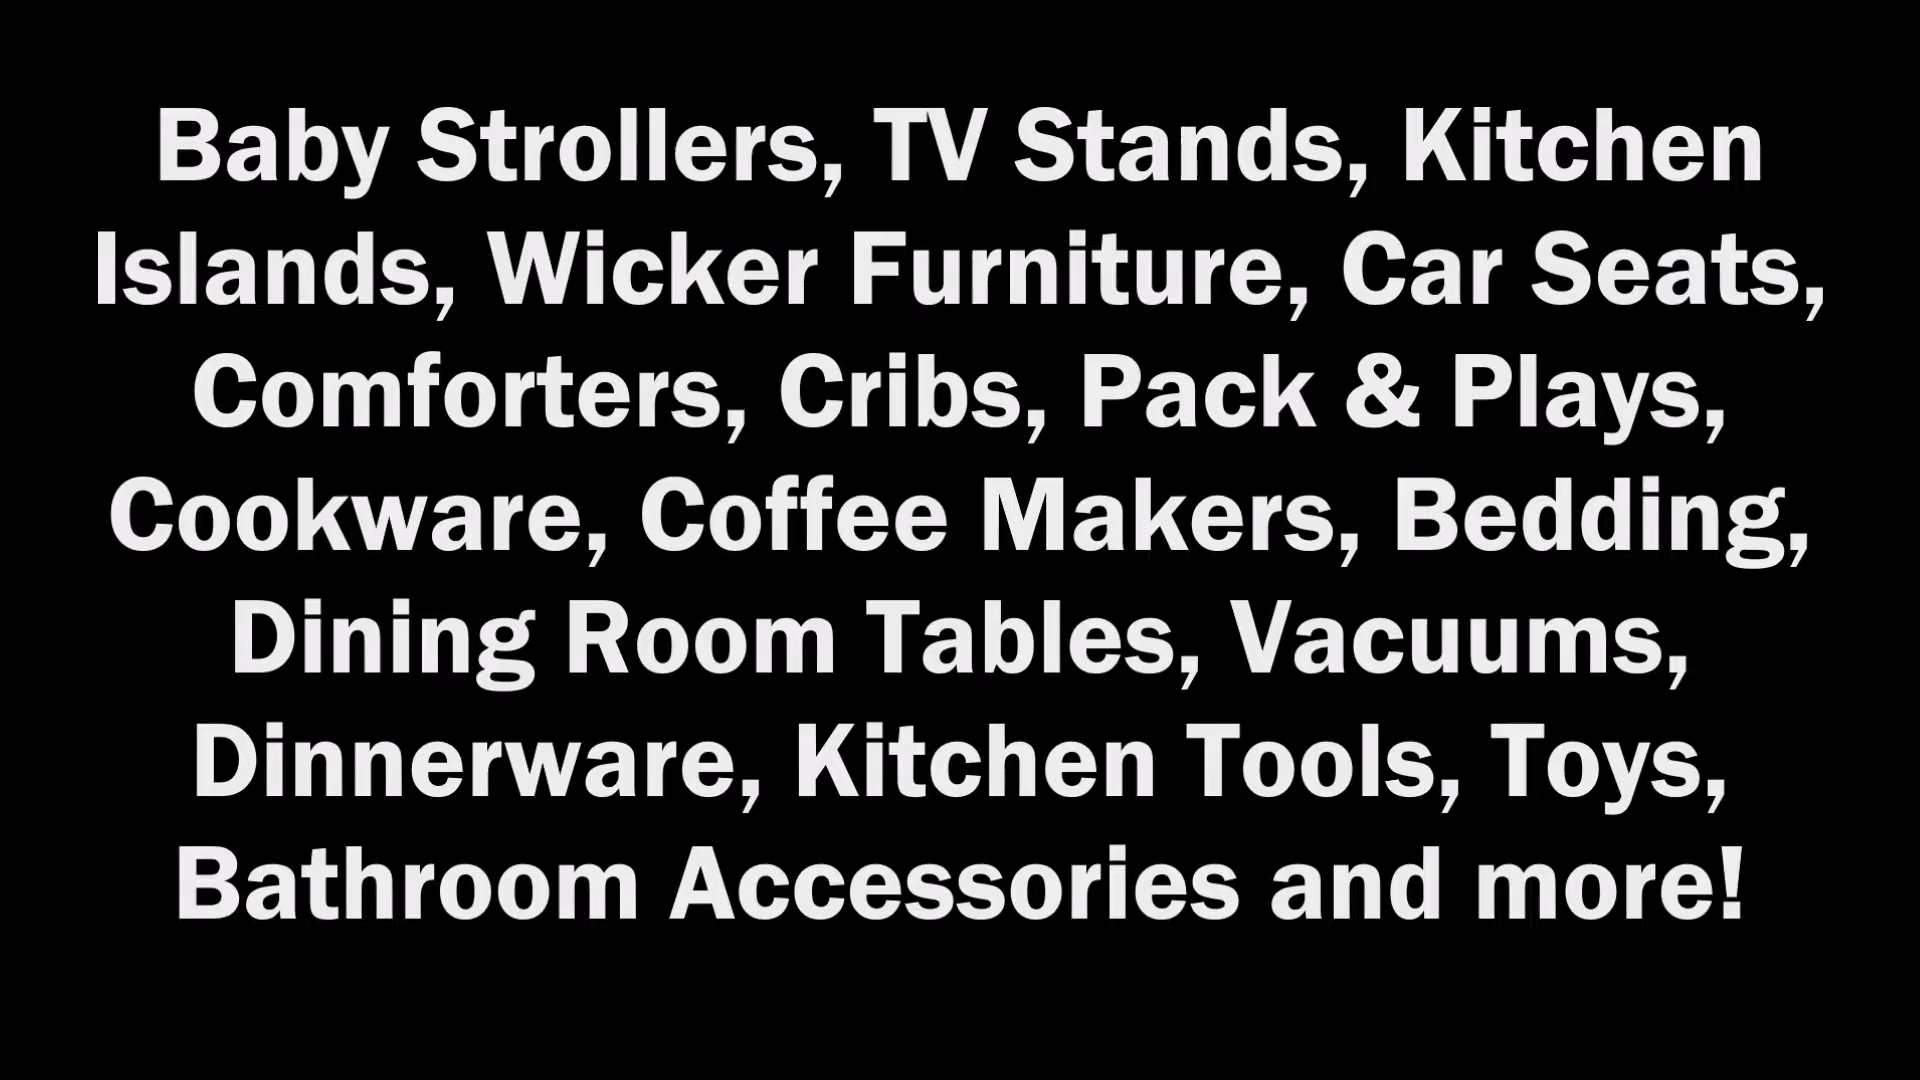 Baby Strollers, TV Stands, Kitchen
Islands, Wicker Furniture, Car Seats,
Comforters, Cribs, Pack & Plays,
Cookware, Coffee Makers, Bedding,
Dining Room Tables, Vacuums,
Dinnerware, Kitchen Tools, Toys,
Bathroom Accessories and more!